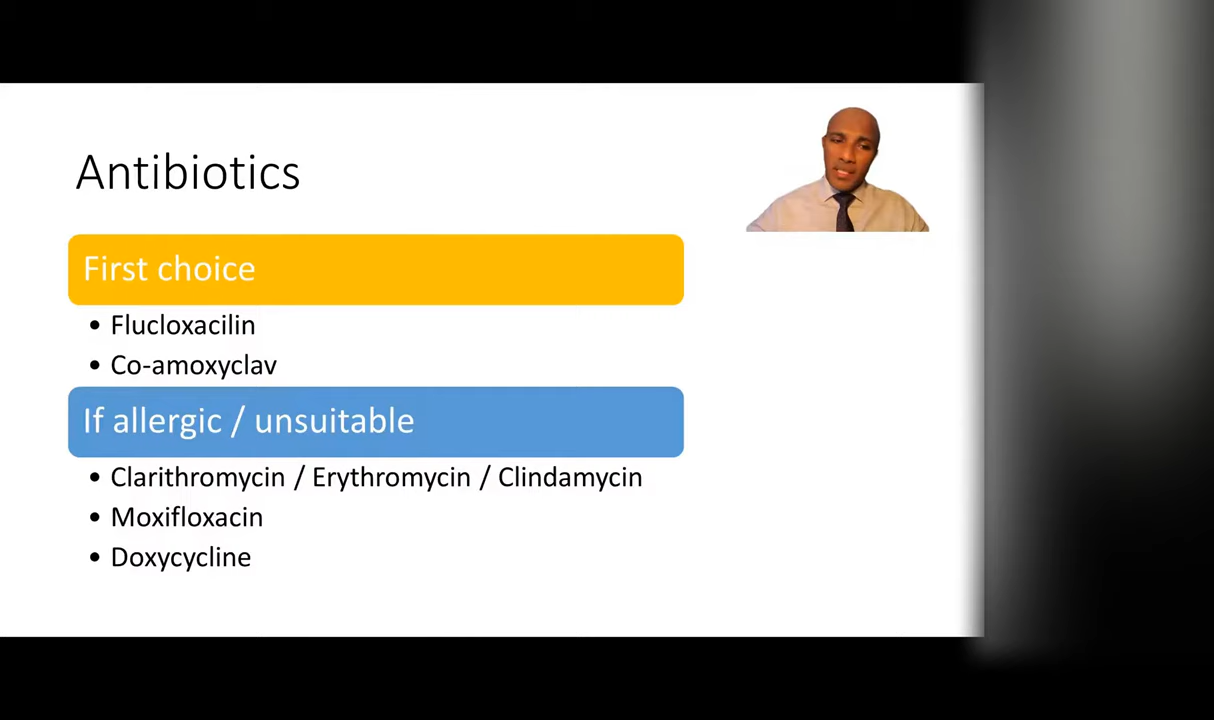 Antibiotics
First choice
• Flucloxacilin
• Co-amoxyclav
If allergic / unsuitable
• Clarithromycin / Erythromycin / Clindamycin
• Moxifloxacin
• Doxycycline